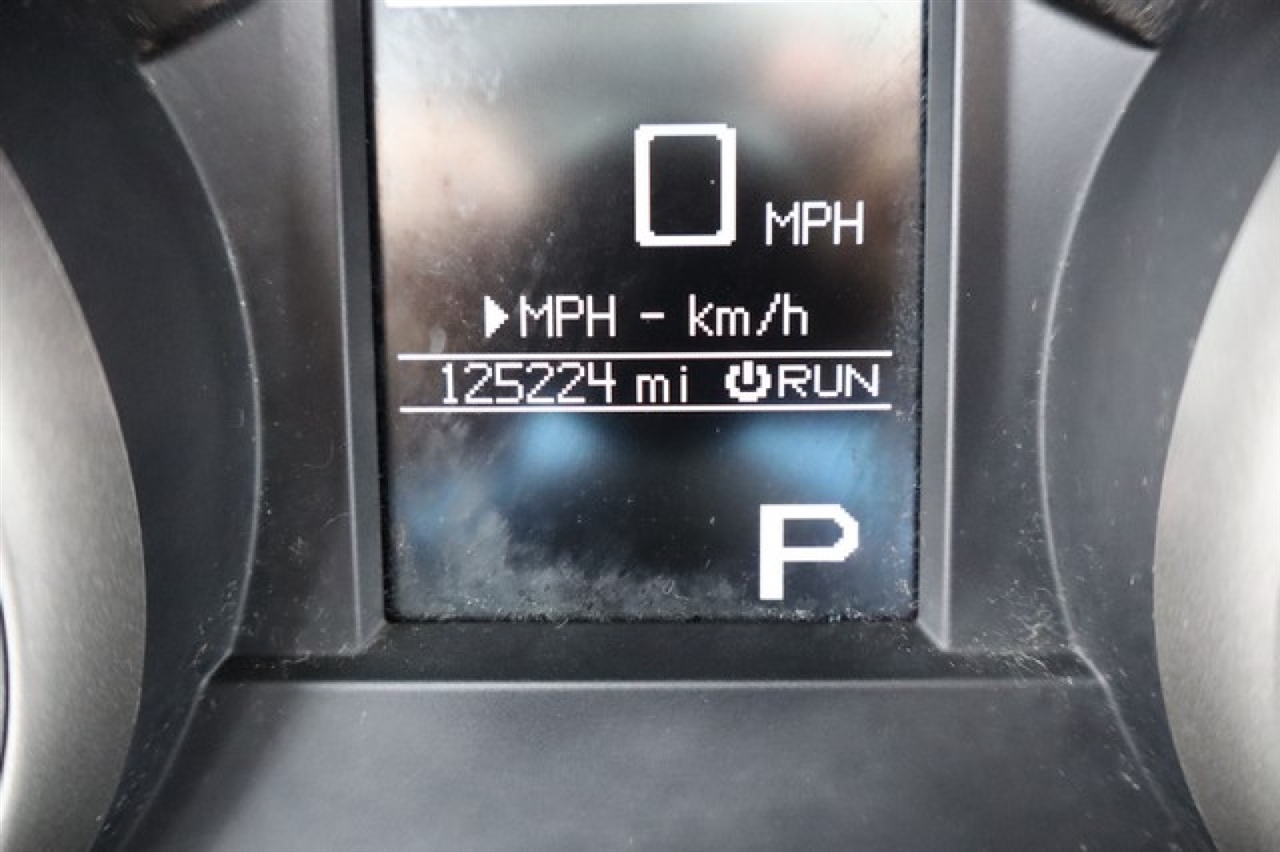 0 MPH
▶MPH - km/h
125224 mi ⏻RUN
P